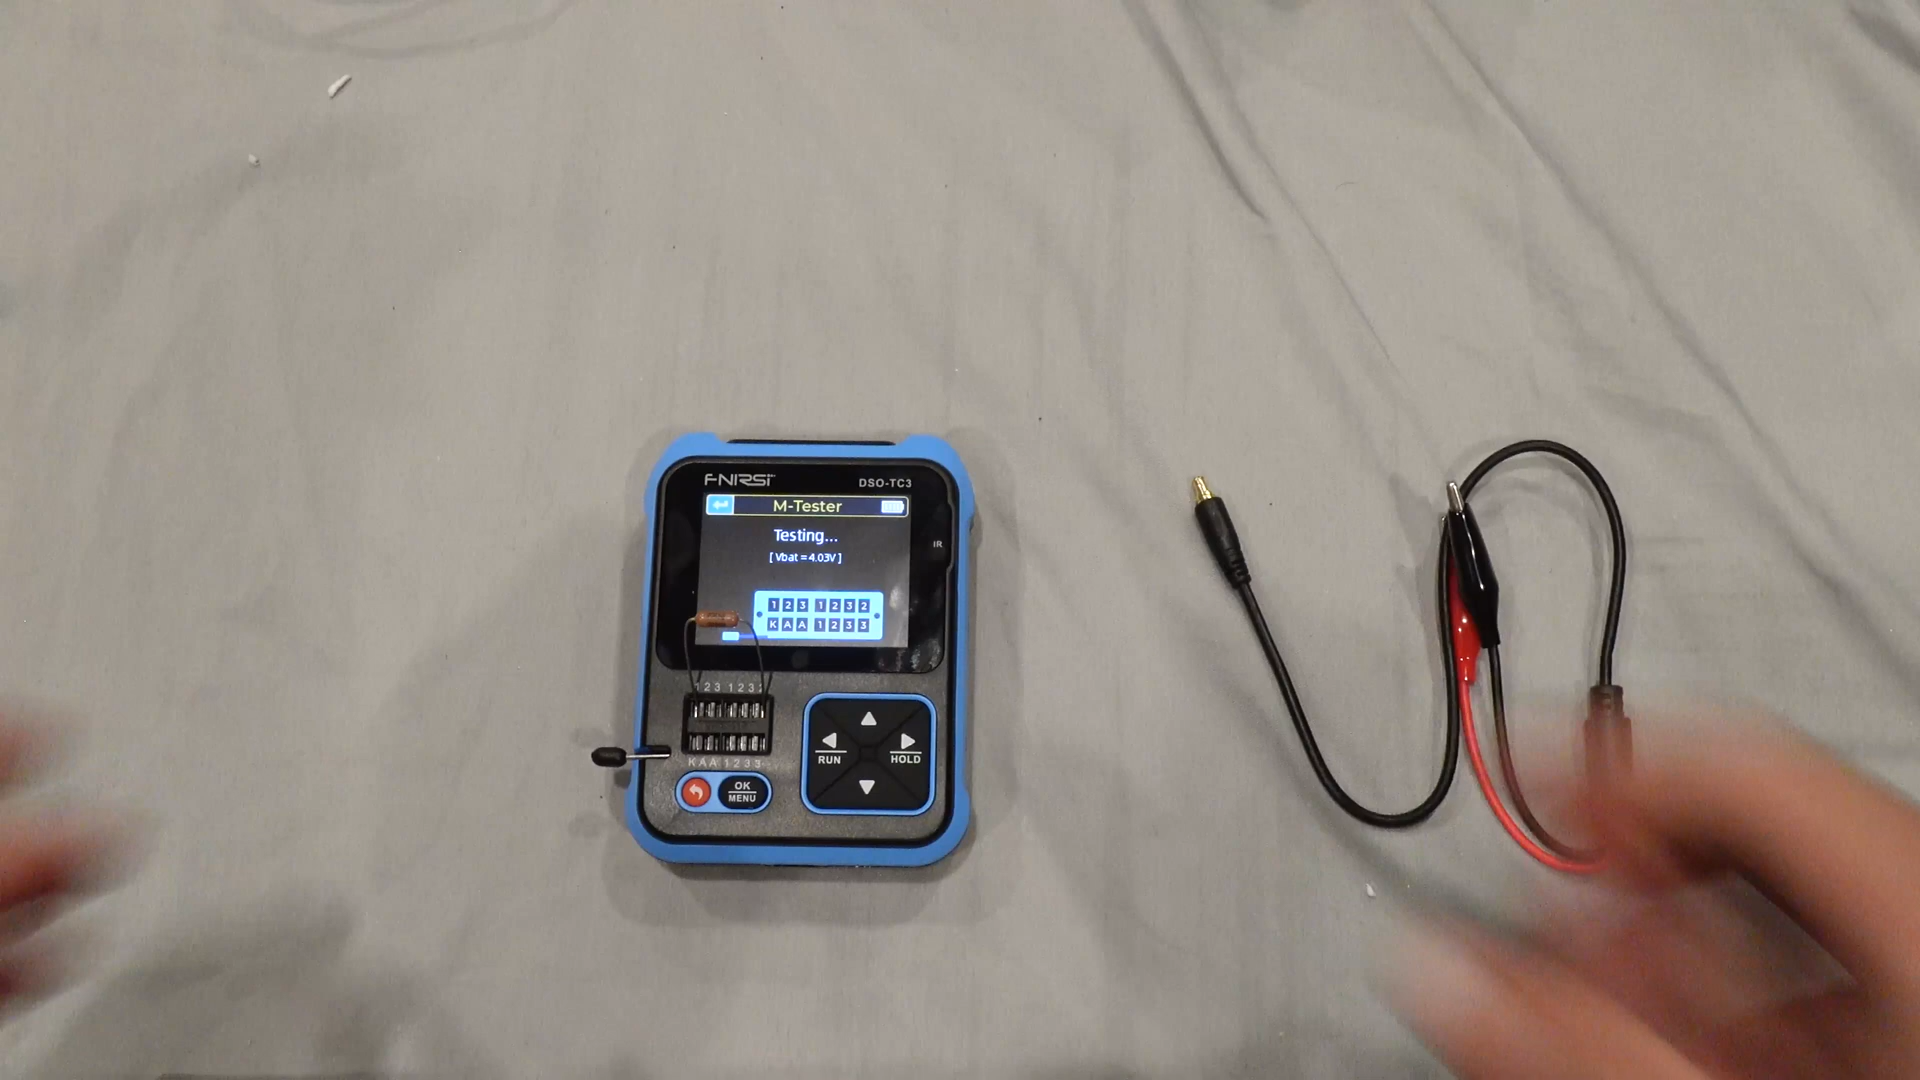 FNIRSI
DSO-TC3
M-Tester
Testing...
[ Vbat = 4.03V ]
IR
1 2 3 1 2 3 2
K A A 1 2 3 3
1 2 3 1 2 3 2
K A A 1 2 3 3
RUN
HOLD
OK
MENU